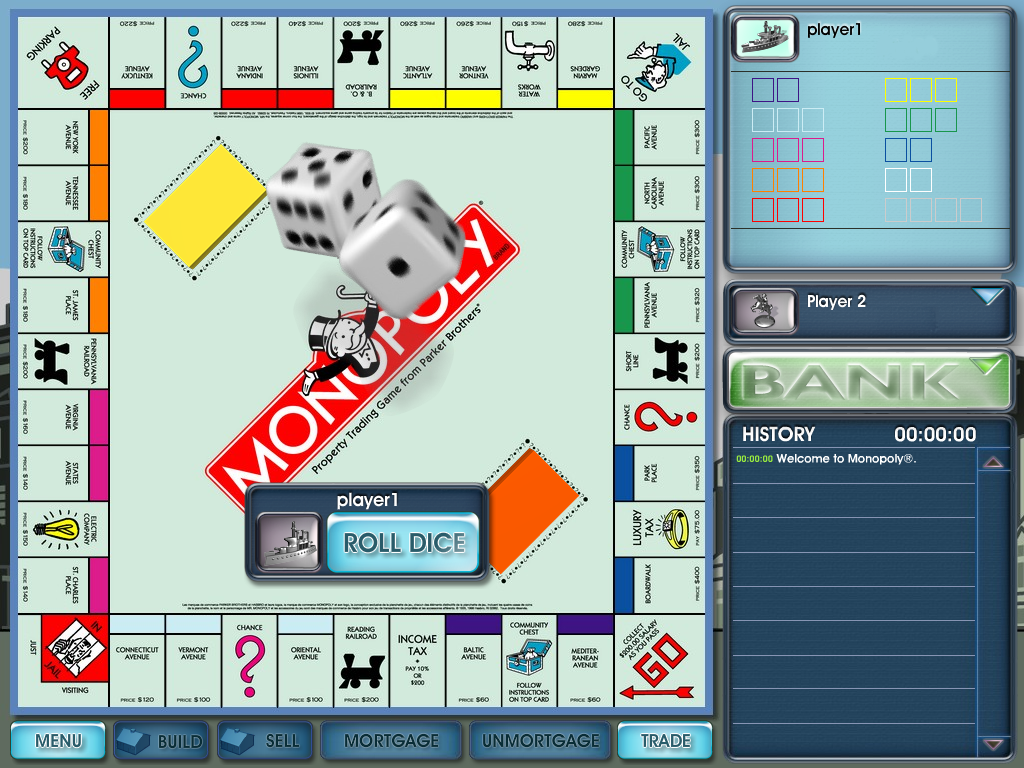 FREE
PARKING
KENTUCKY
AVENUE
PRICE $220
CHANCE
INDIANA
AVENUE
PRICE $220
ILLINOIS
AVENUE
PRICE $240
B. & O.
RAILROAD
PRICE $200
ATLANTIC
AVENUE
PRICE $260
VENTNOR
AVENUE
PRICE $260
WATER
WORKS
PRICE $150
MARVIN
GARDENS
PRICE $280
GO TO
JAIL
NEW YORK
AVENUE
PRICE $200
TENNESSEE
AVENUE
PRICE $180
COMMUNITY
CHEST
FOLLOW
INSTRUCTIONS
ON TOP CARD
ST. JAMES
PLACE
PRICE $180
PENNSYLVANIA
RAILROAD
PRICE $200
VIRGINIA
AVENUE
PRICE $160
STATES
AVENUE
PRICE $140
ELECTRIC
COMPANY
PRICE $150
ST. CHARLES
PLACE
PRICE $140
PACIFIC
AVENUE
PRICE $300
NORTH
CAROLINA
AVENUE
PRICE $300
COMMUNITY
CHEST
FOLLOW
INSTRUCTIONS
ON TOP CARD
PENNSYLVANIA
AVENUE
PRICE $320
SHORT
LINE
PRICE $200
CHANCE
PARK
PLACE
PRICE $350
LUXURY
TAX
PAY $75.00
BOARDWALK
PRICE $400
MONOPOLY
Property Trading Game from Parker Brothers®
player1
ROLL DICE
JUST
IN
JAIL
VISITING
CONNECTICUT
AVENUE
PRICE $120
VERMONT
AVENUE
PRICE $100
CHANCE
ORIENTAL
AVENUE
PRICE $100
READING
RAILROAD
PRICE $200
INCOME
TAX
PAY 10%
OR
$200
BALTIC
AVENUE
PRICE $60
COMMUNITY
CHEST
FOLLOW
INSTRUCTIONS
ON TOP CARD
MEDITER-
RANEAN
AVENUE
PRICE $60
COLLECT
$200.00 SALARY
AS YOU PASS
GO
MENU
BUILD
SELL
MORTGAGE
UNMORTGAGE
TRADE
player1
Player 2
BANK
HISTORY 00:00:00
00:00:00 Welcome to Monopoly®.